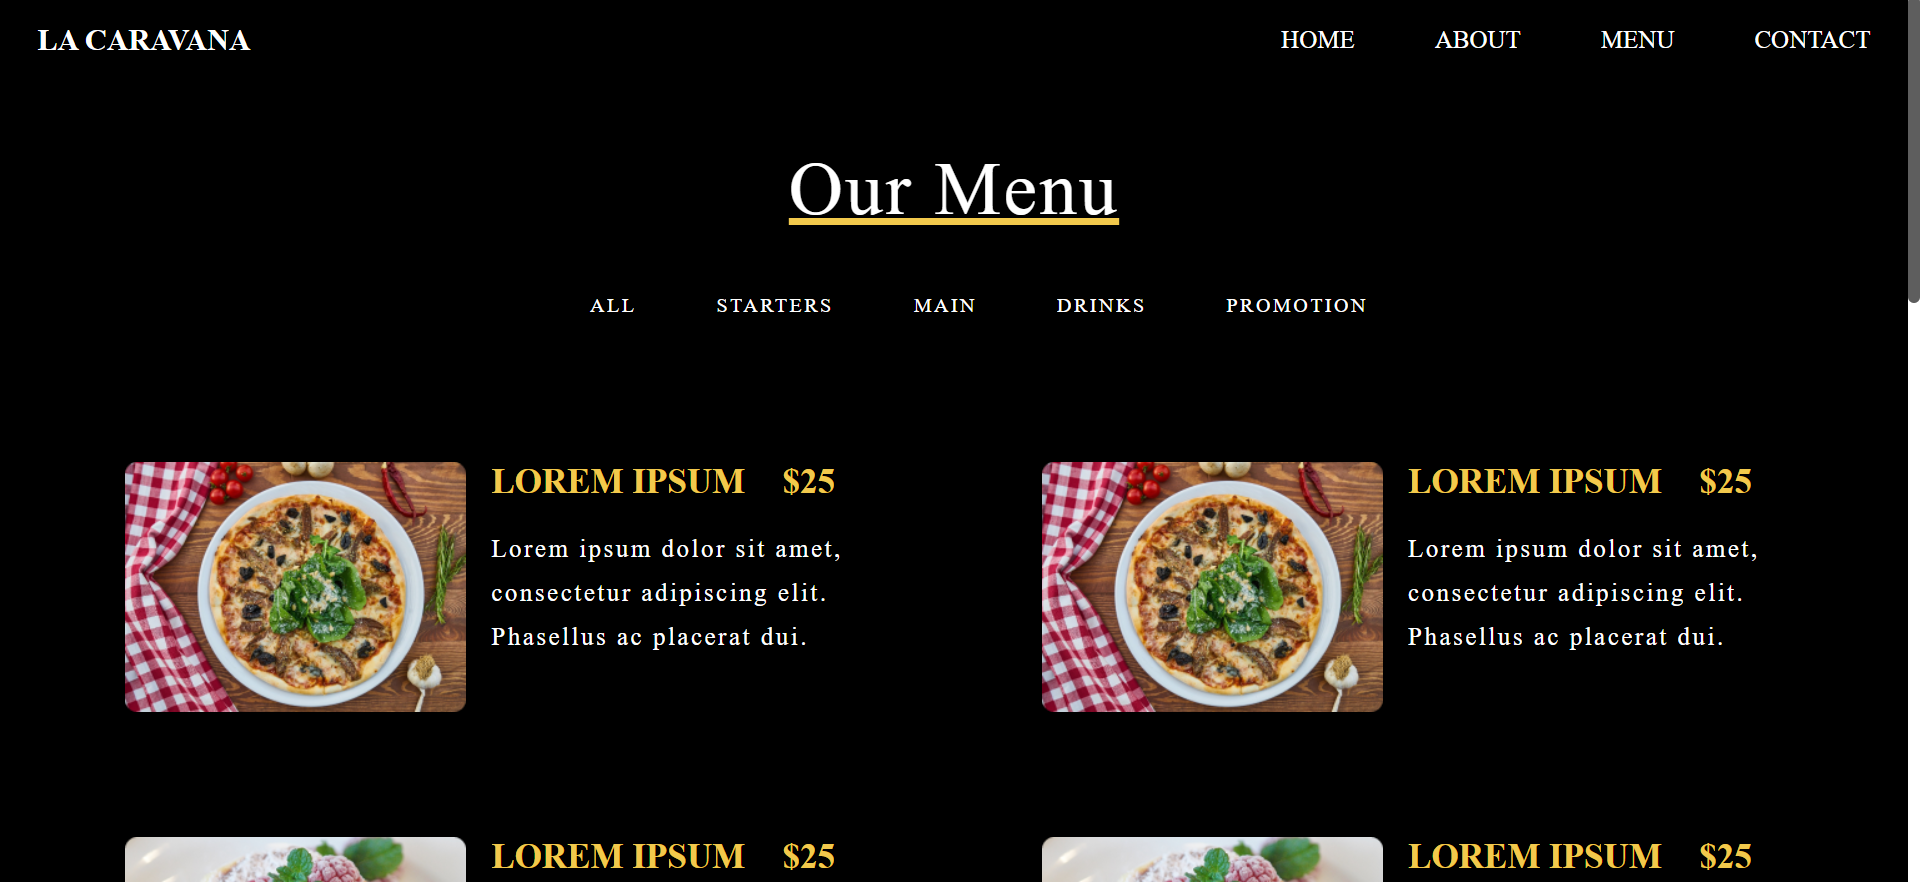 LA CARAVANA
HOME ABOUT MENU CONTACT
Our Menu
ALL STARTERS MAIN DRINKS PROMOTION
LOREM IPSUM $25
Lorem ipsum dolor sit amet,
consectetur adipiscing elit.
Phasellus ac placerat dui.
LOREM IPSUM $25
Lorem ipsum dolor sit amet,
consectetur adipiscing elit.
Phasellus ac placerat dui.
LOREM IPSUM $25
LOREM IPSUM $25